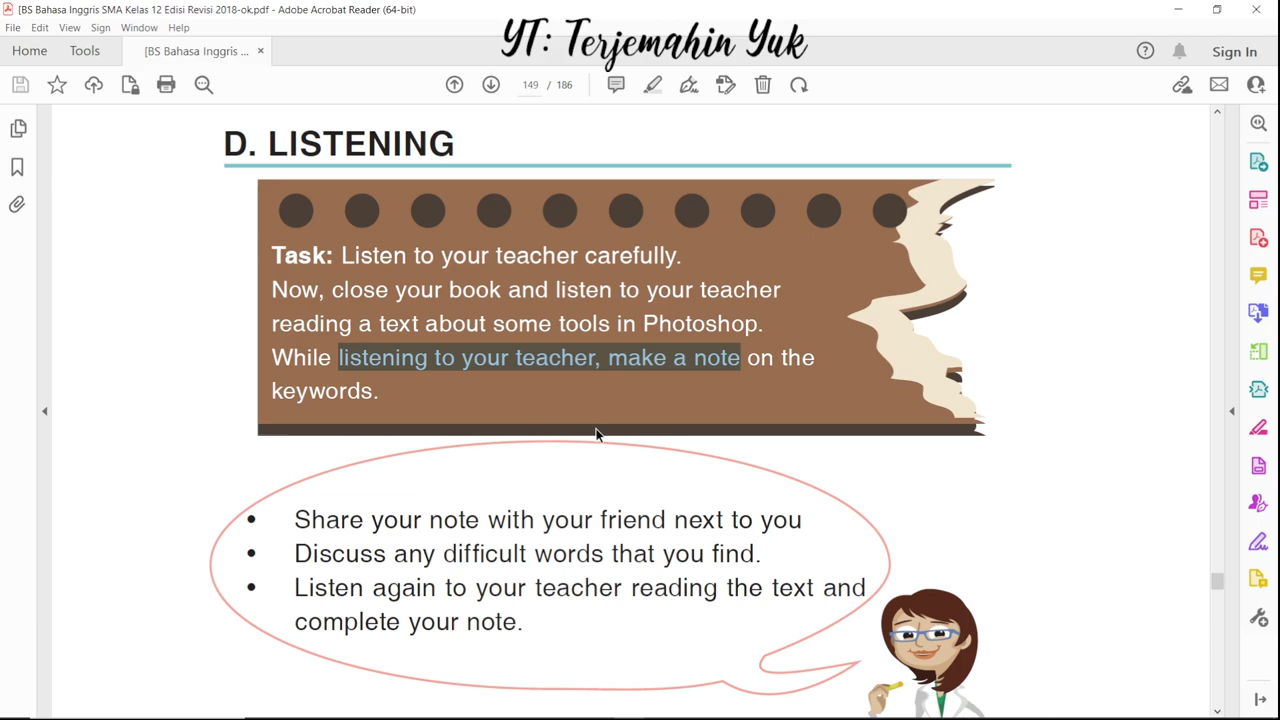 [BS Bahasa Inggris SMA Kelas 12 Edisi Revisi 2018-ok.pdf - Adobe Acrobat Reader (64-bit)
File Edit View Sign Window Help
YT: Terjemahin Yuk
Home Tools [BS Bahasa Inggris ... × Sign In
149 / 186
D. LISTENING
Task: Listen to your teacher carefully.
Now, close your book and listen to your teacher
reading a text about some tools in Photoshop.
While listening to your teacher, make a note on the
keywords.
• Share your note with your friend next to you
• Discuss any difficult words that you find.
• Listen again to your teacher reading the text and
complete your note.